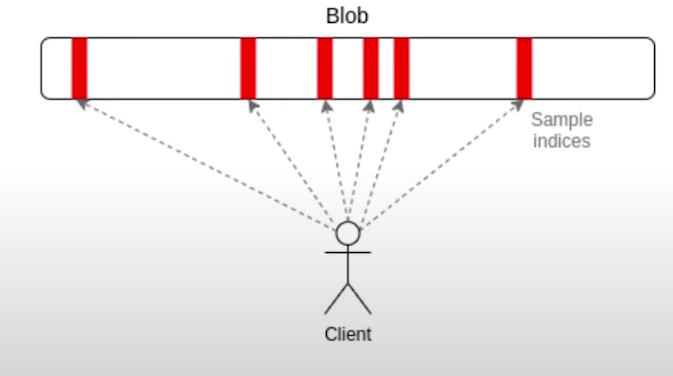 Blob
Sample
indices
Client